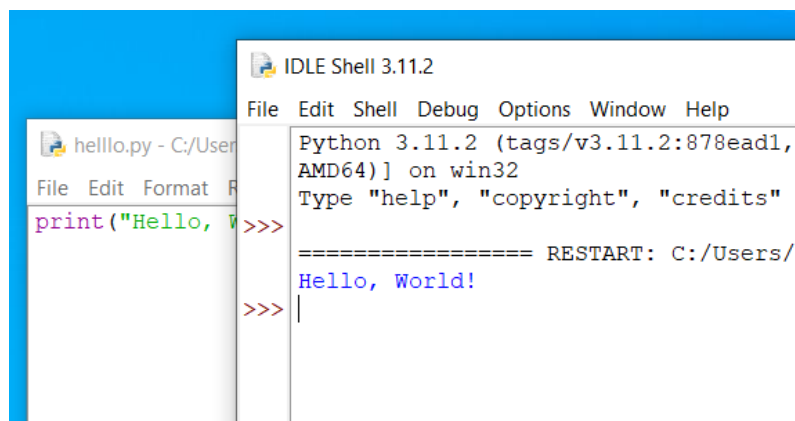 IDLE Shell 3.11.2
File Edit Shell Debug Options Window Help
Python 3.11.2 (tags/v3.11.2:878ead1,
AMD64)] on win32
Type "help", "copyright", "credits"
>>>
================= RESTART: C:/Users/
Hello, World!
>>>
helllo.py - C:/User
File Edit Format
print("Hello,